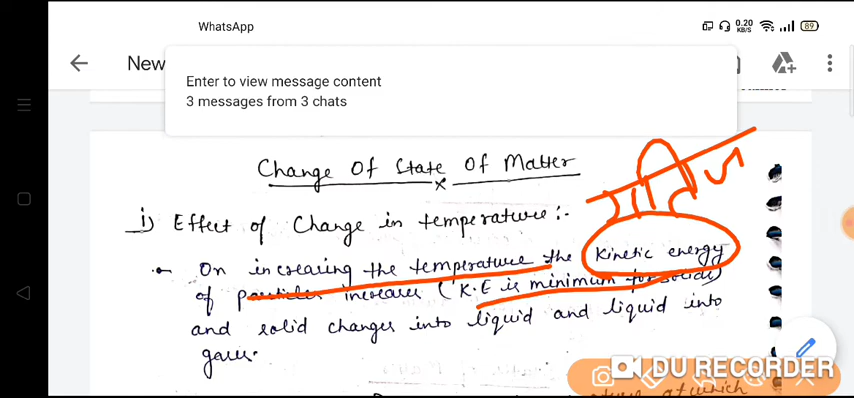 WhatsApp
0.20
KB/S
89
New
Enter to view message content
3 messages from 3 chats
Change Of State Of Matter
i) Effect of Change in temperature :-
On increasing the temperature the kinetic energy
of particles increases (K.E is minimum for solids)
and solid changes into liquid and liquid into
gases.
DU RECORDER
at which